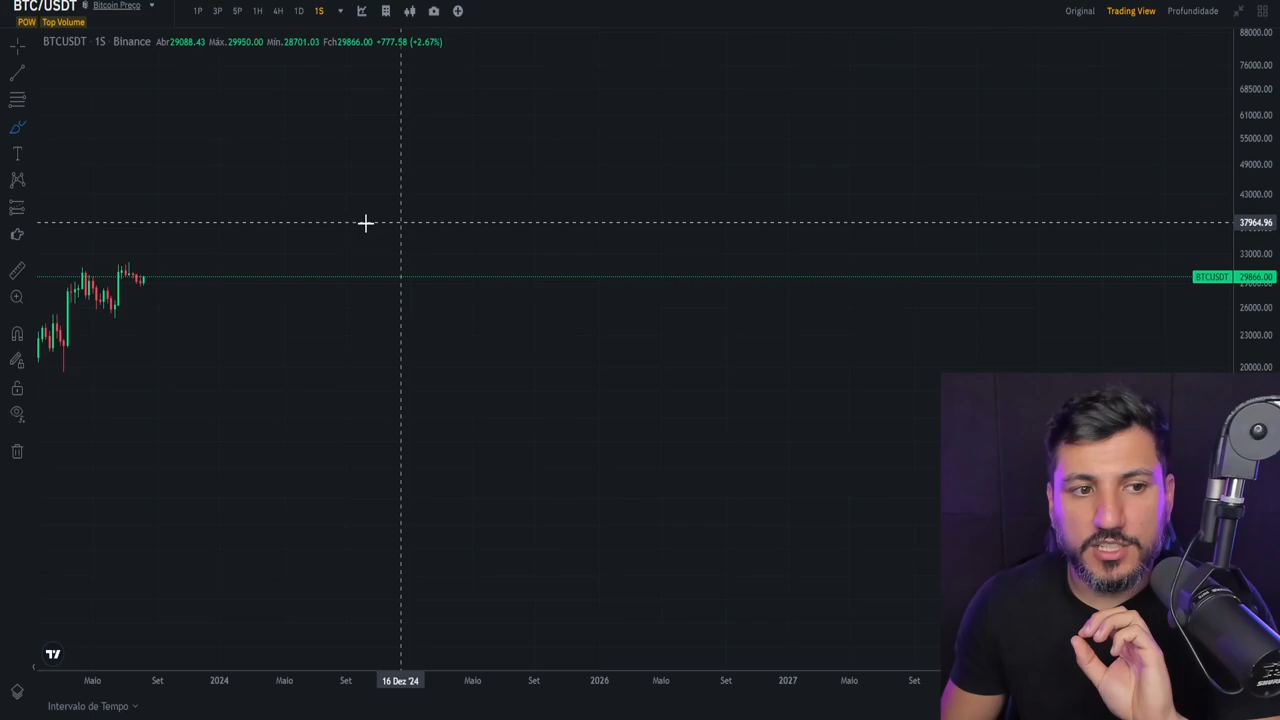 BTC/USDT Bitcoin Preço
POW Top Volume
1P 3P 5P 1H 4H 1D 1S
Original Trading View Profundidade
BTCUSDT · 1S · Binance Abr29088.43 Máx.29950.00 Mín.28701.03 Fch29866.00 +777.58 (+2.67%)
88000.00
76000.00
68500.00
61000.00
55000.00
49000.00
43000.00
37964.96
33000.00
BTCUSDT 29866.00
26000.00
23000.00
20000.00
Maio Set 2024 Maio Set 16 Dez '24 Maio Set 2026 Maio Set 2027 Maio Set
Intervalo de Tempo